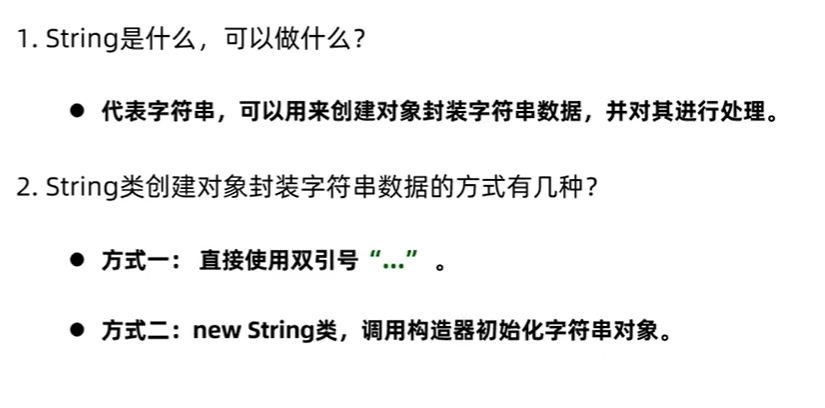 1. String是什么，可以做什么？
● 代表字符串，可以用来创建对象封装字符串数据，并对其进行处理。
2. String类创建对象封装字符串数据的方式有几种？
● 方式一： 直接使用双引号“...” 。
● 方式二：new String类，调用构造器初始化字符串对象。